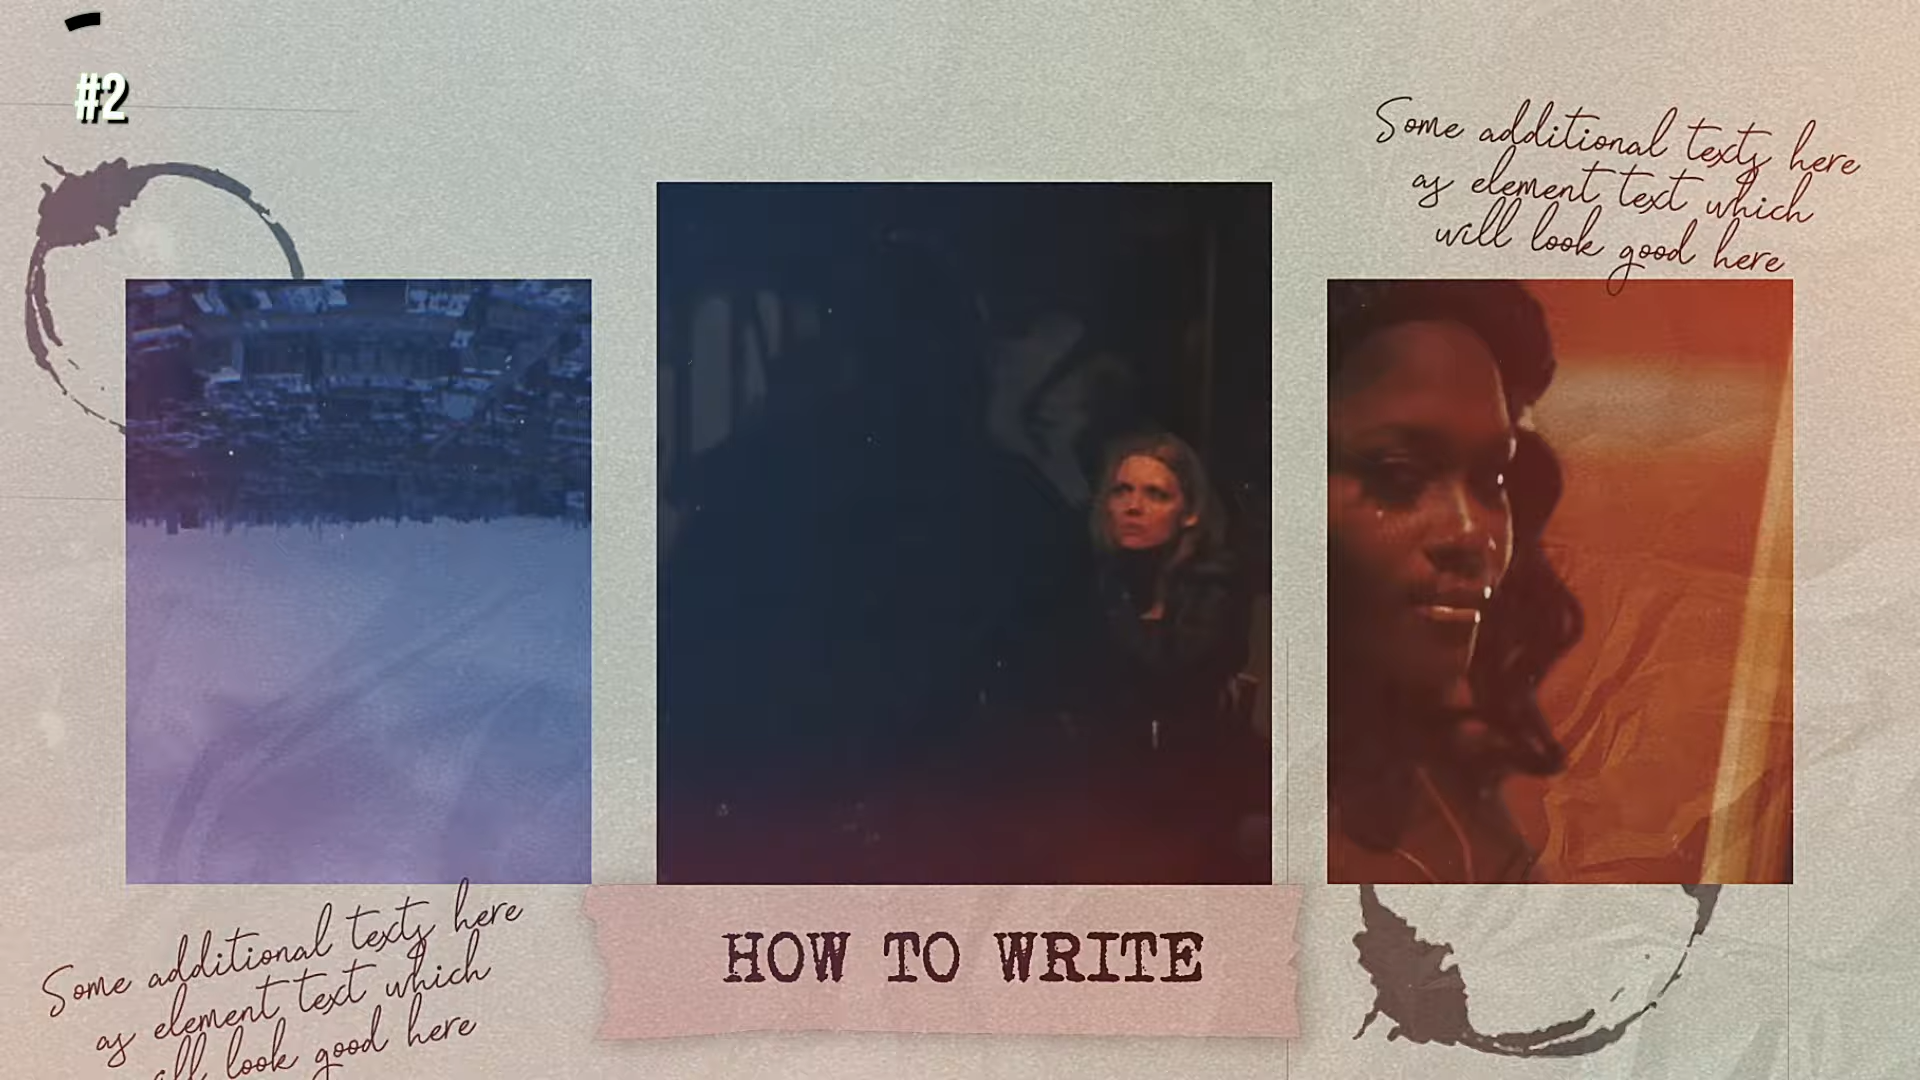 #2
Some additional texts here
as element text which
will look good here
HOW TO WRITE
Some additional texts here
as element text which
look good here